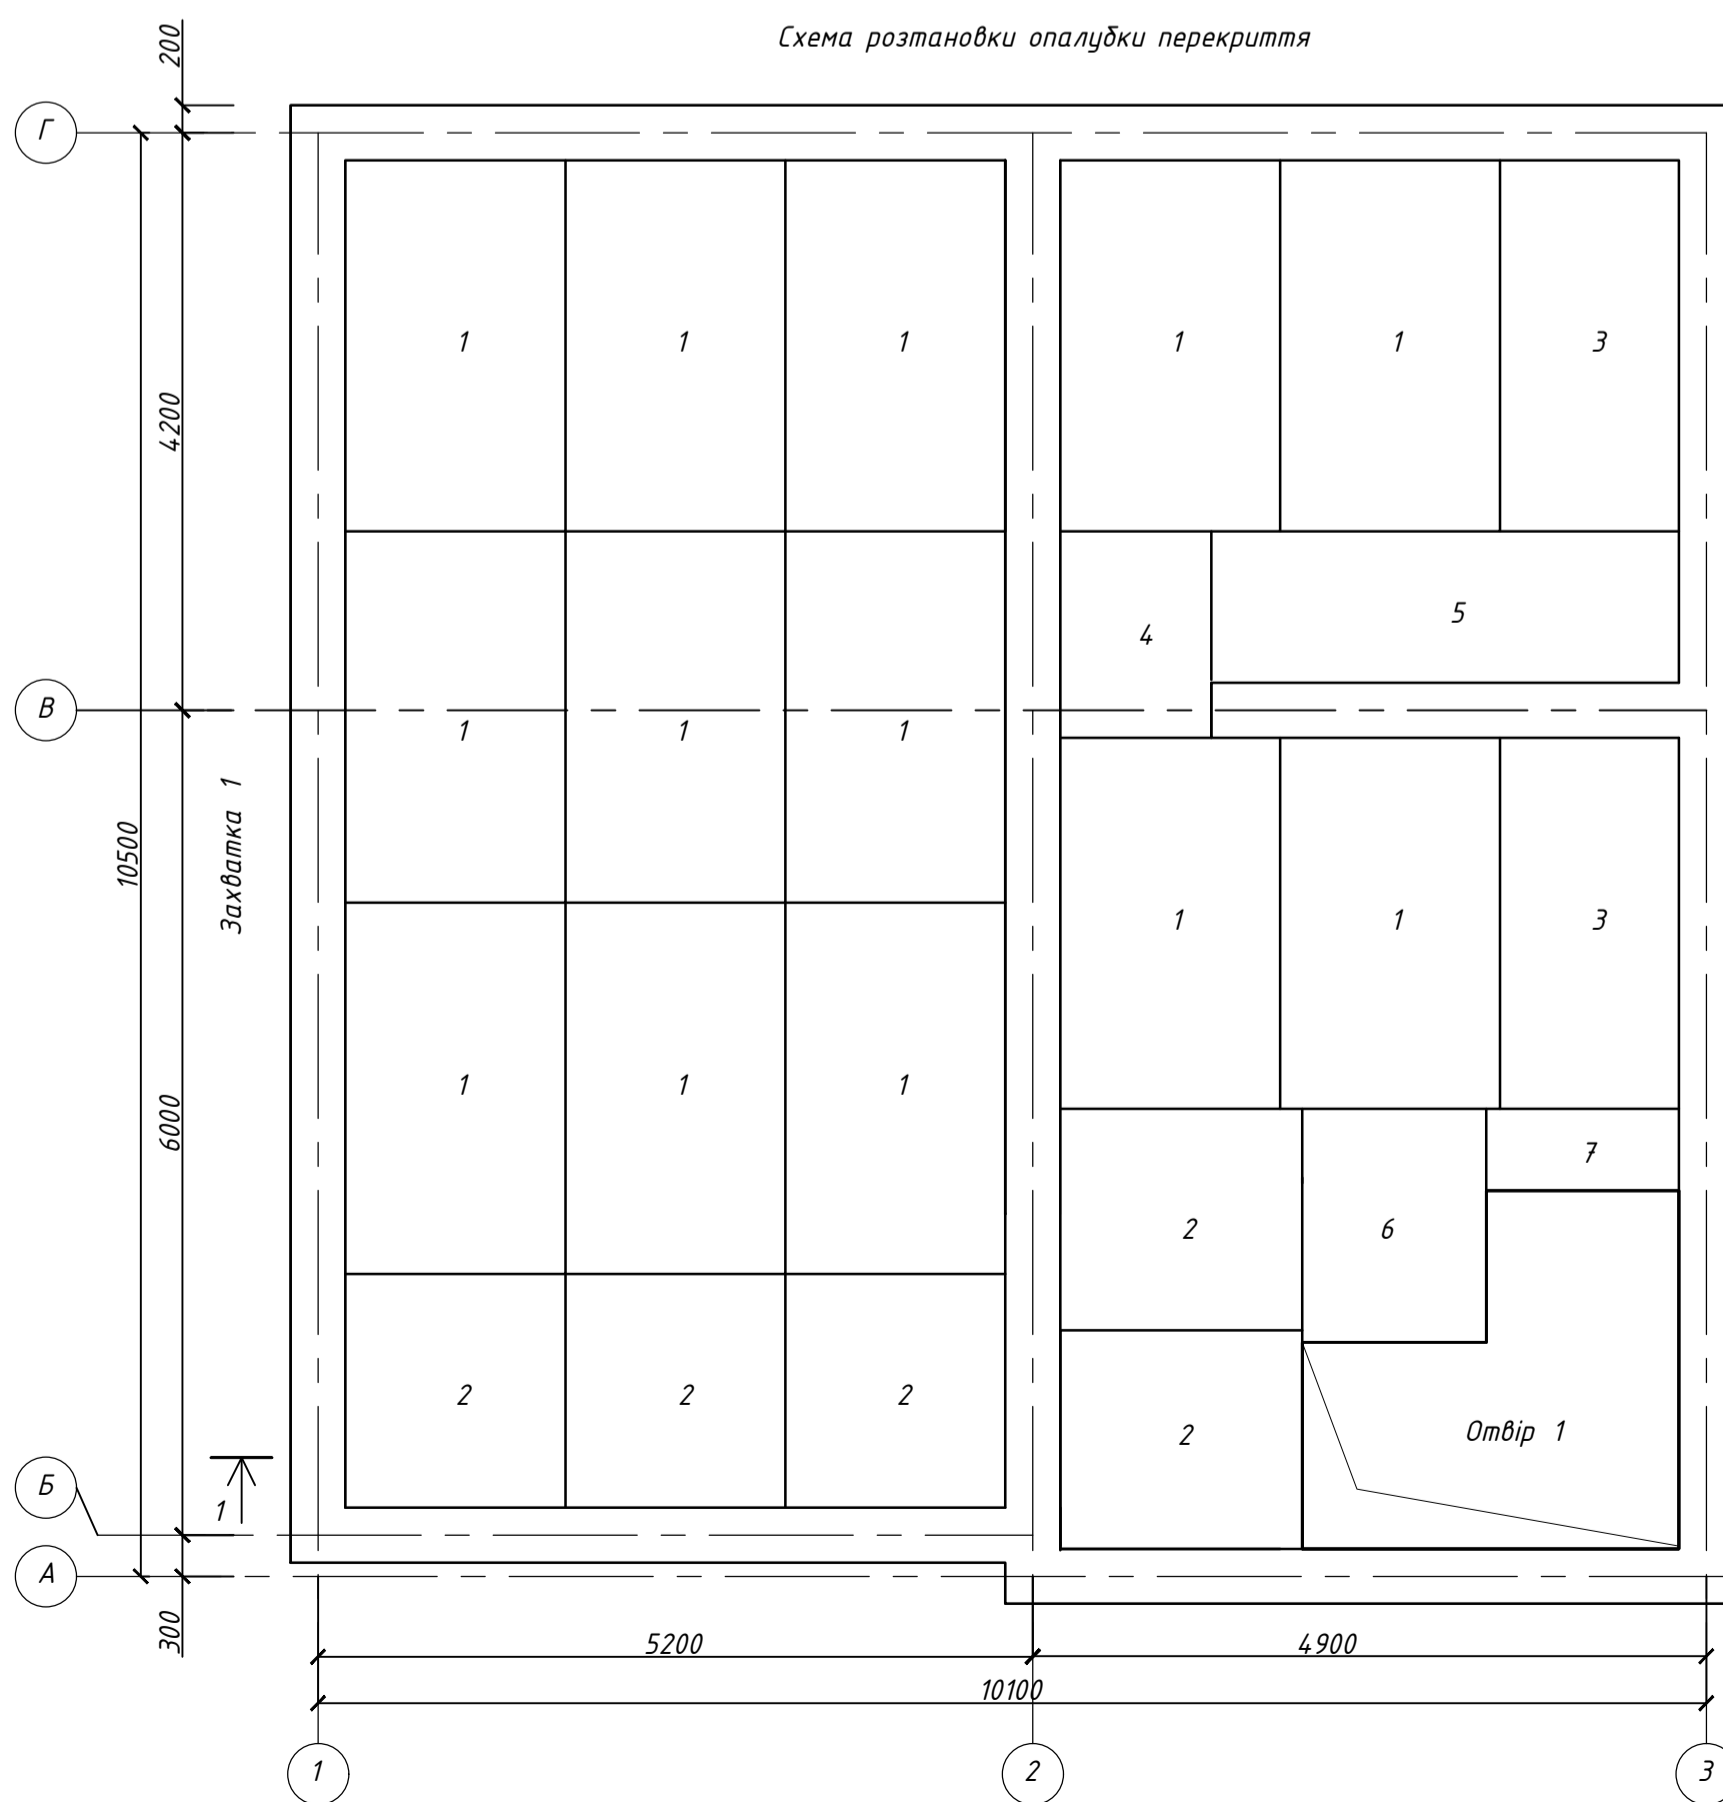 Схема розтановки опалубки перекриття
200
Г
4200
1 1 1 1 1 3
4 5
В
1 1 1
10500
Захватка 1
1 1 3
6000
1 1 1
7
2 6
2 2 2
2
Отвір 1
Б
1
А
300
5200 4900
10100
1 2 3